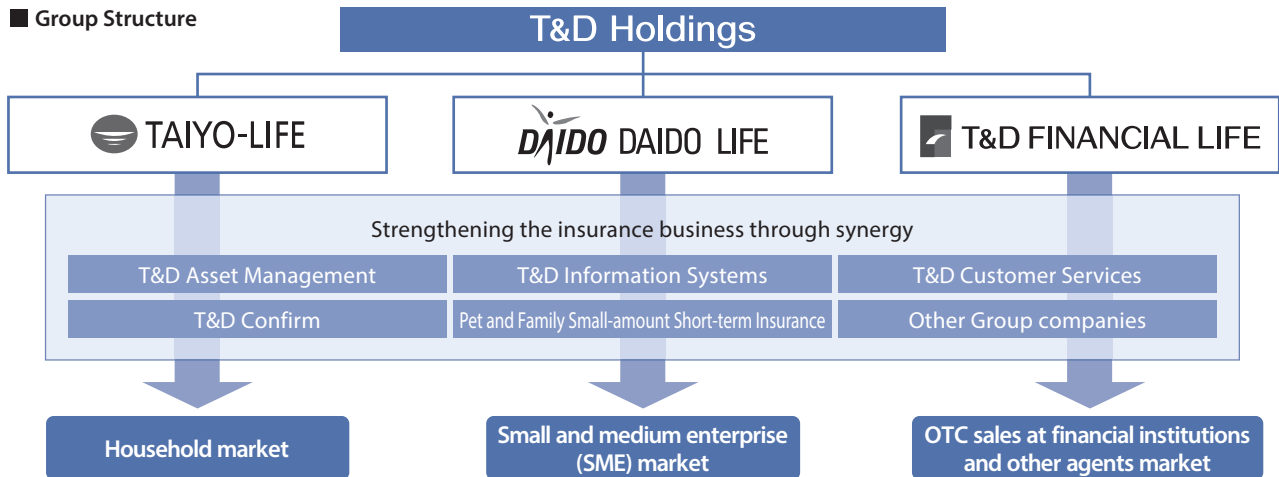 ■ Group Structure
T&D Holdings
TAIYO-LIFE
DAIDO DAIDO LIFE
T&D FINANCIAL LIFE
Strengthening the insurance business through synergy
T&D Asset Management
T&D Information Systems
T&D Customer Services
T&D Confirm
Pet and Family Small-amount Short-term Insurance
Other Group companies
Household market
Small and medium enterprise
(SME) market
OTC sales at financial institutions
and other agents market